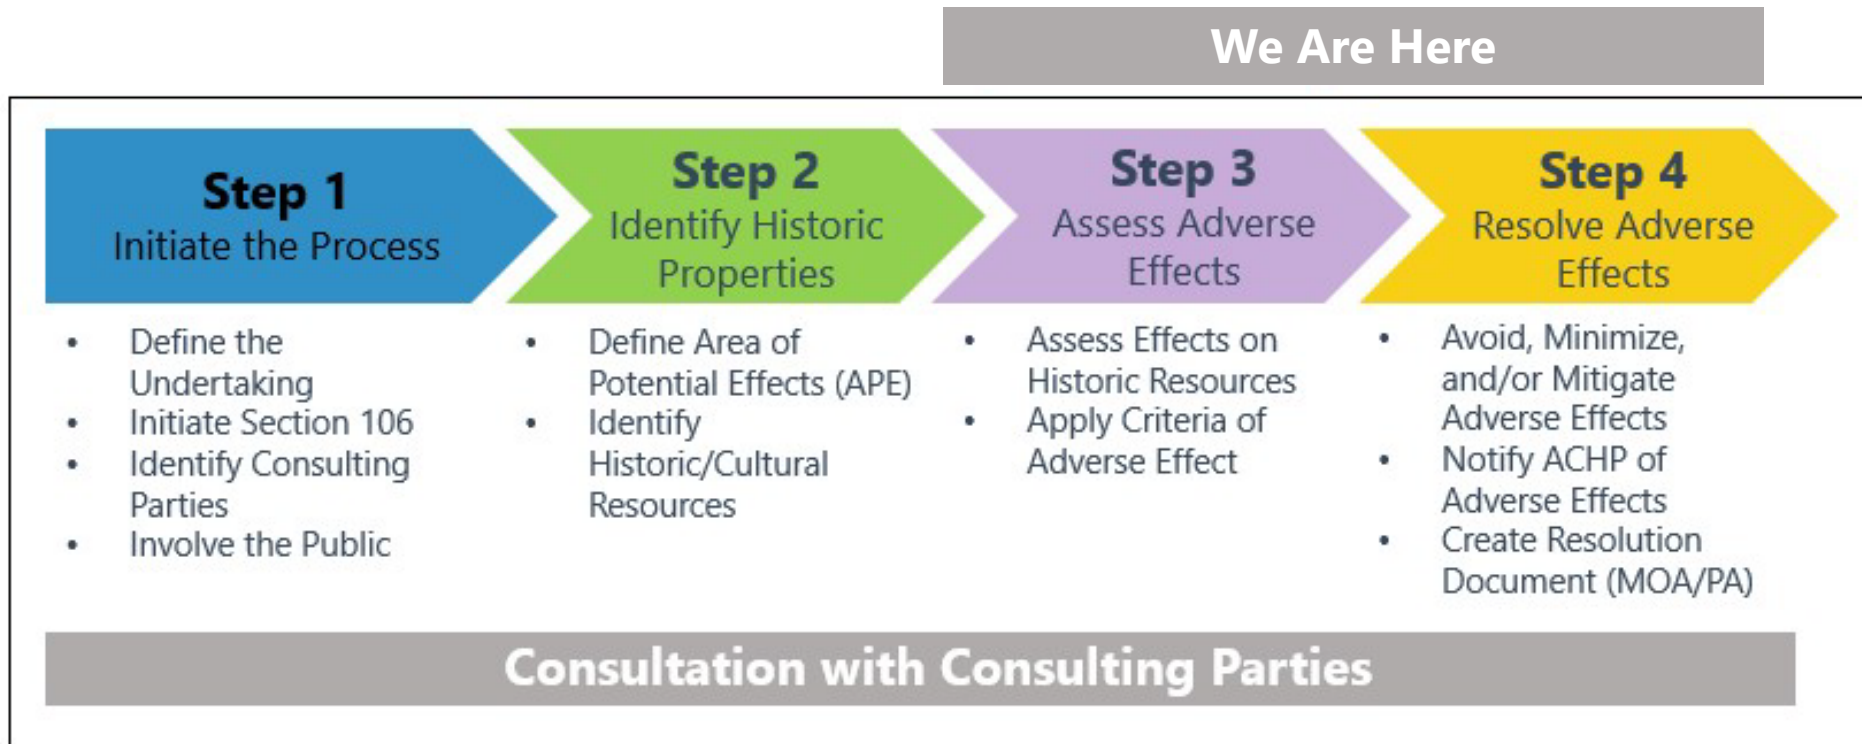 We Are Here
Step 1
Initiate the Process
Step 2
Identify Historic
Properties
Step 3
Assess Adverse
Effects
Step 4
Resolve Adverse
Effects
• Define the
Undertaking
• Initiate Section 106
• Identify Consulting
Parties
• Involve the Public
• Define Area of
Potential Effects (APE)
• Identify
Historic/Cultural
Resources
• Assess Effects on
Historic Resources
• Apply Criteria of
Adverse Effect
• Avoid, Minimize,
and/or Mitigate
Adverse Effects
• Notify ACHP of
Adverse Effects
• Create Resolution
Document (MOA/PA)
Consultation with Consulting Parties